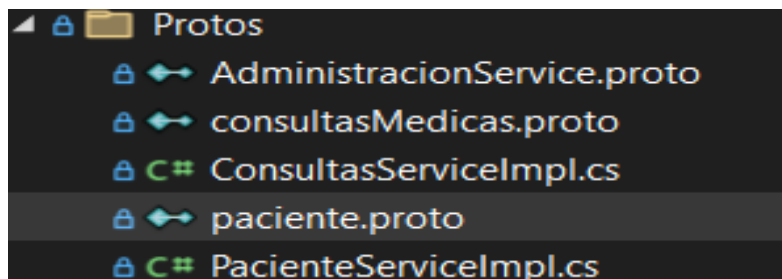 Protos
AdministracionService.proto
consultasMedicas.proto
C# ConsultasServiceImpl.cs
paciente.proto
C# PacienteServiceImpl.cs